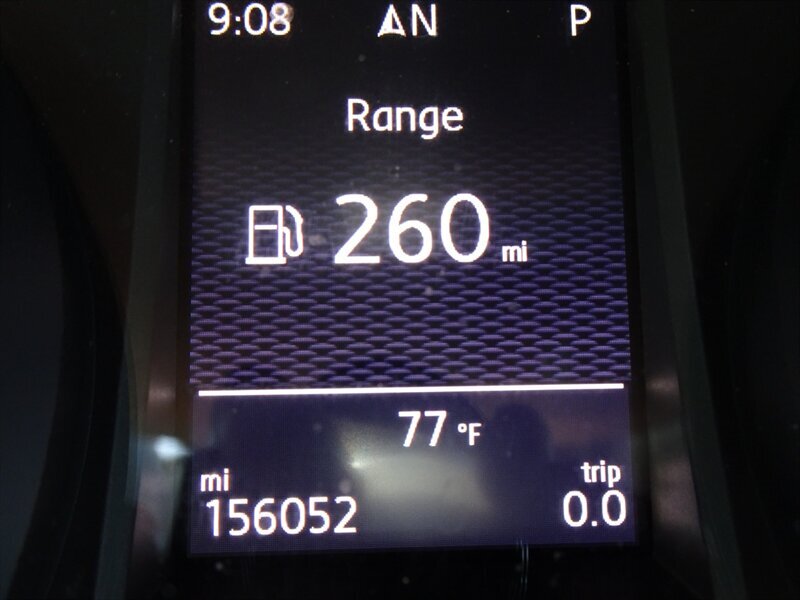 9:08 N P
Range
260 mi
77 °F
mi trip
156052 0.0